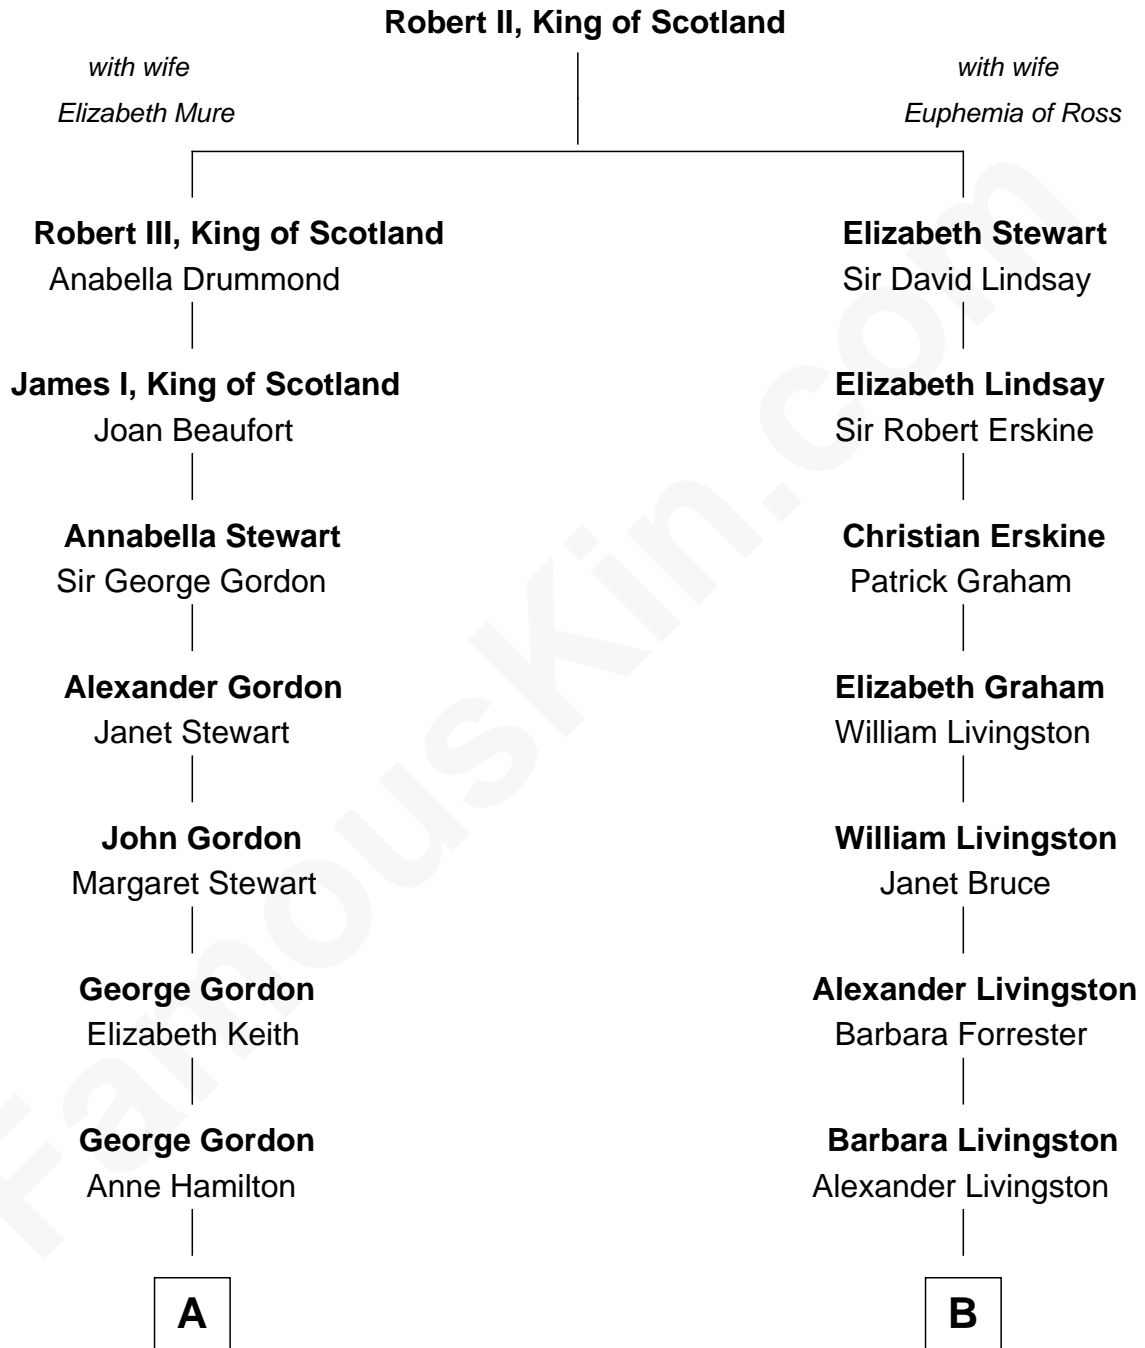 Robert II, King of Scotland
with wife
Elizabeth Mure
with wife
Euphemia of Ross
Robert III, King of Scotland
Anabella Drummond
Elizabeth Stewart
Sir David Lindsay
James I, King of Scotland
Joan Beaufort
Elizabeth Lindsay
Sir Robert Erskine
Annabella Stewart
Sir George Gordon
Christian Erskine
Patrick Graham
Alexander Gordon
Janet Stewart
Elizabeth Graham
William Livingston
John Gordon
Margaret Stewart
William Livingston
Janet Bruce
George Gordon
Elizabeth Keith
Alexander Livingston
Barbara Forrester
George Gordon
Anne Hamilton
Barbara Livingston
Alexander Livingston
A
B
FamousKin.com